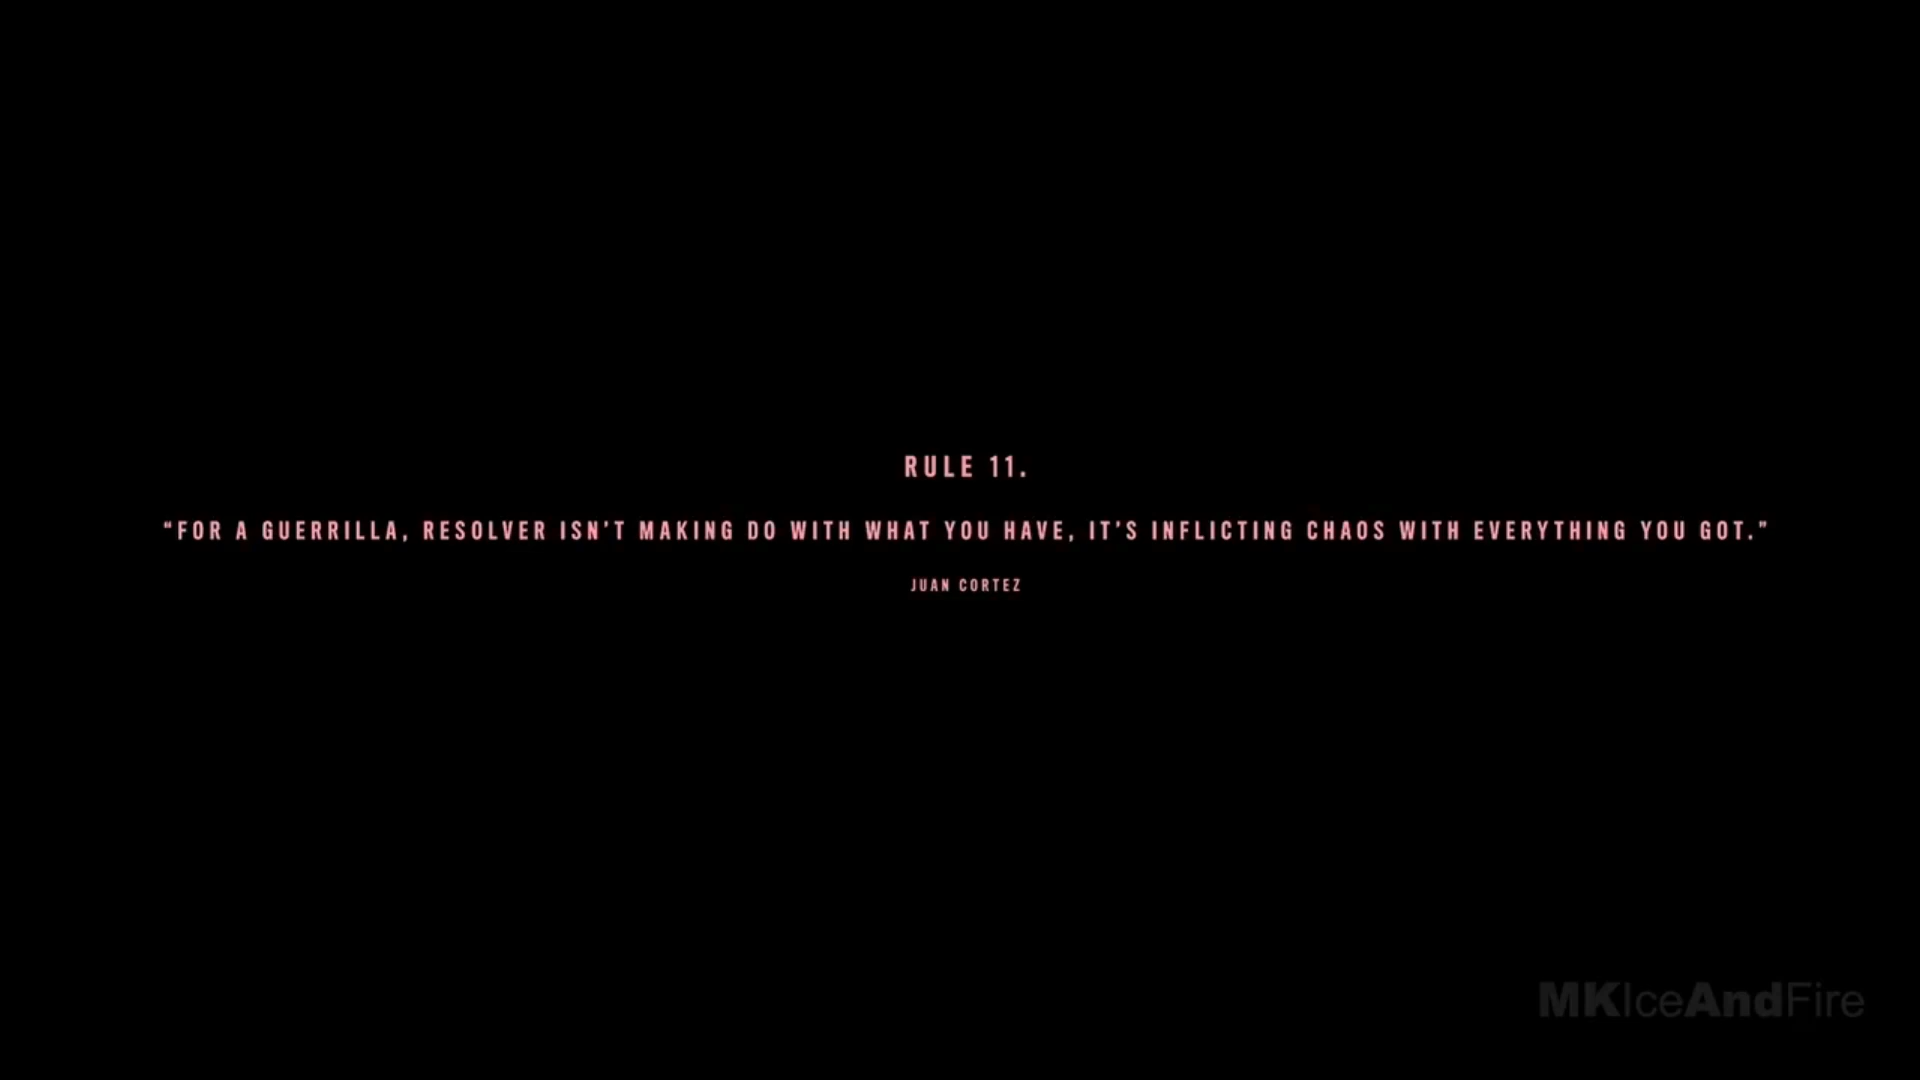 RULE 11.
“FOR A GUERRILLA, RESOLVER ISN’T MAKING DO WITH WHAT YOU HAVE, IT’S INFLICTING CHAOS WITH EVERYTHING YOU GOT.”
JUAN CORTEZ
MKIceAndFire